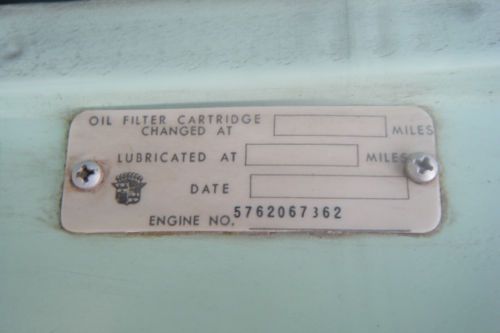 OIL FILTER CARTRIDGE
CHANGED AT MILES
LUBRICATED AT MILES
DATE
ENGINE NO. 5762067362